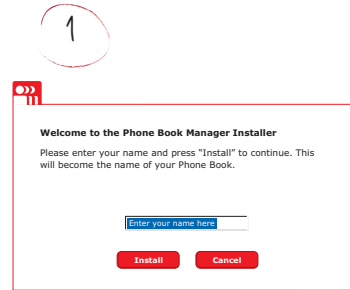 1
Welcome to the Phone Book Manager Installer
Please enter your name and press “Install” to continue. This
will become the name of your Phone Book.
Enter your name here
Install Cancel